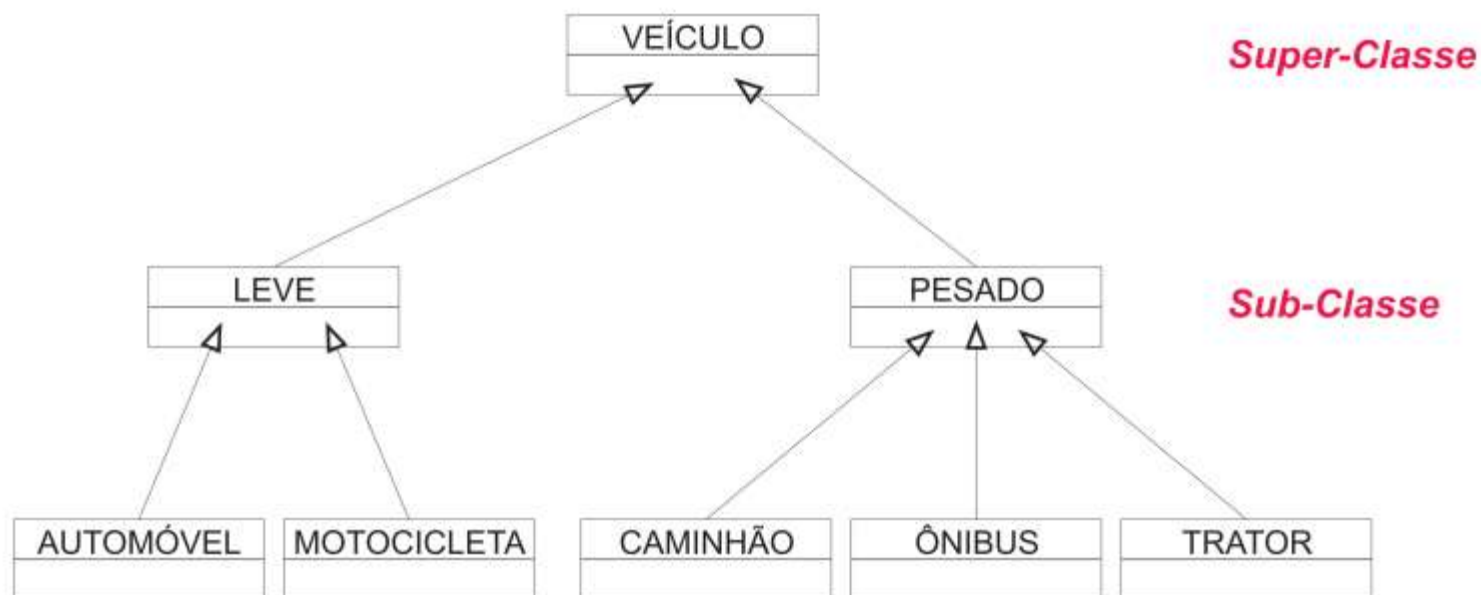 VEÍCULO
Super-Classe
LEVE
PESADO
Sub-Classe
AUTOMÓVEL
MOTOCICLETA
CAMINHÃO
ÔNIBUS
TRATOR